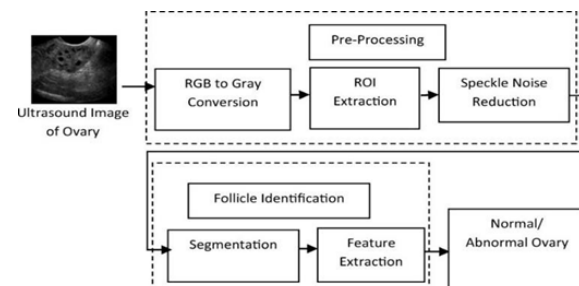 Pre-Processing
RGB to Gray
Conversion
ROI
Extraction
Speckle Noise
Reduction
Ultrasound Image
of Ovary
Follicle Identification
Segmentation
Feature
Extraction
Normal/
Abnormal Ovary